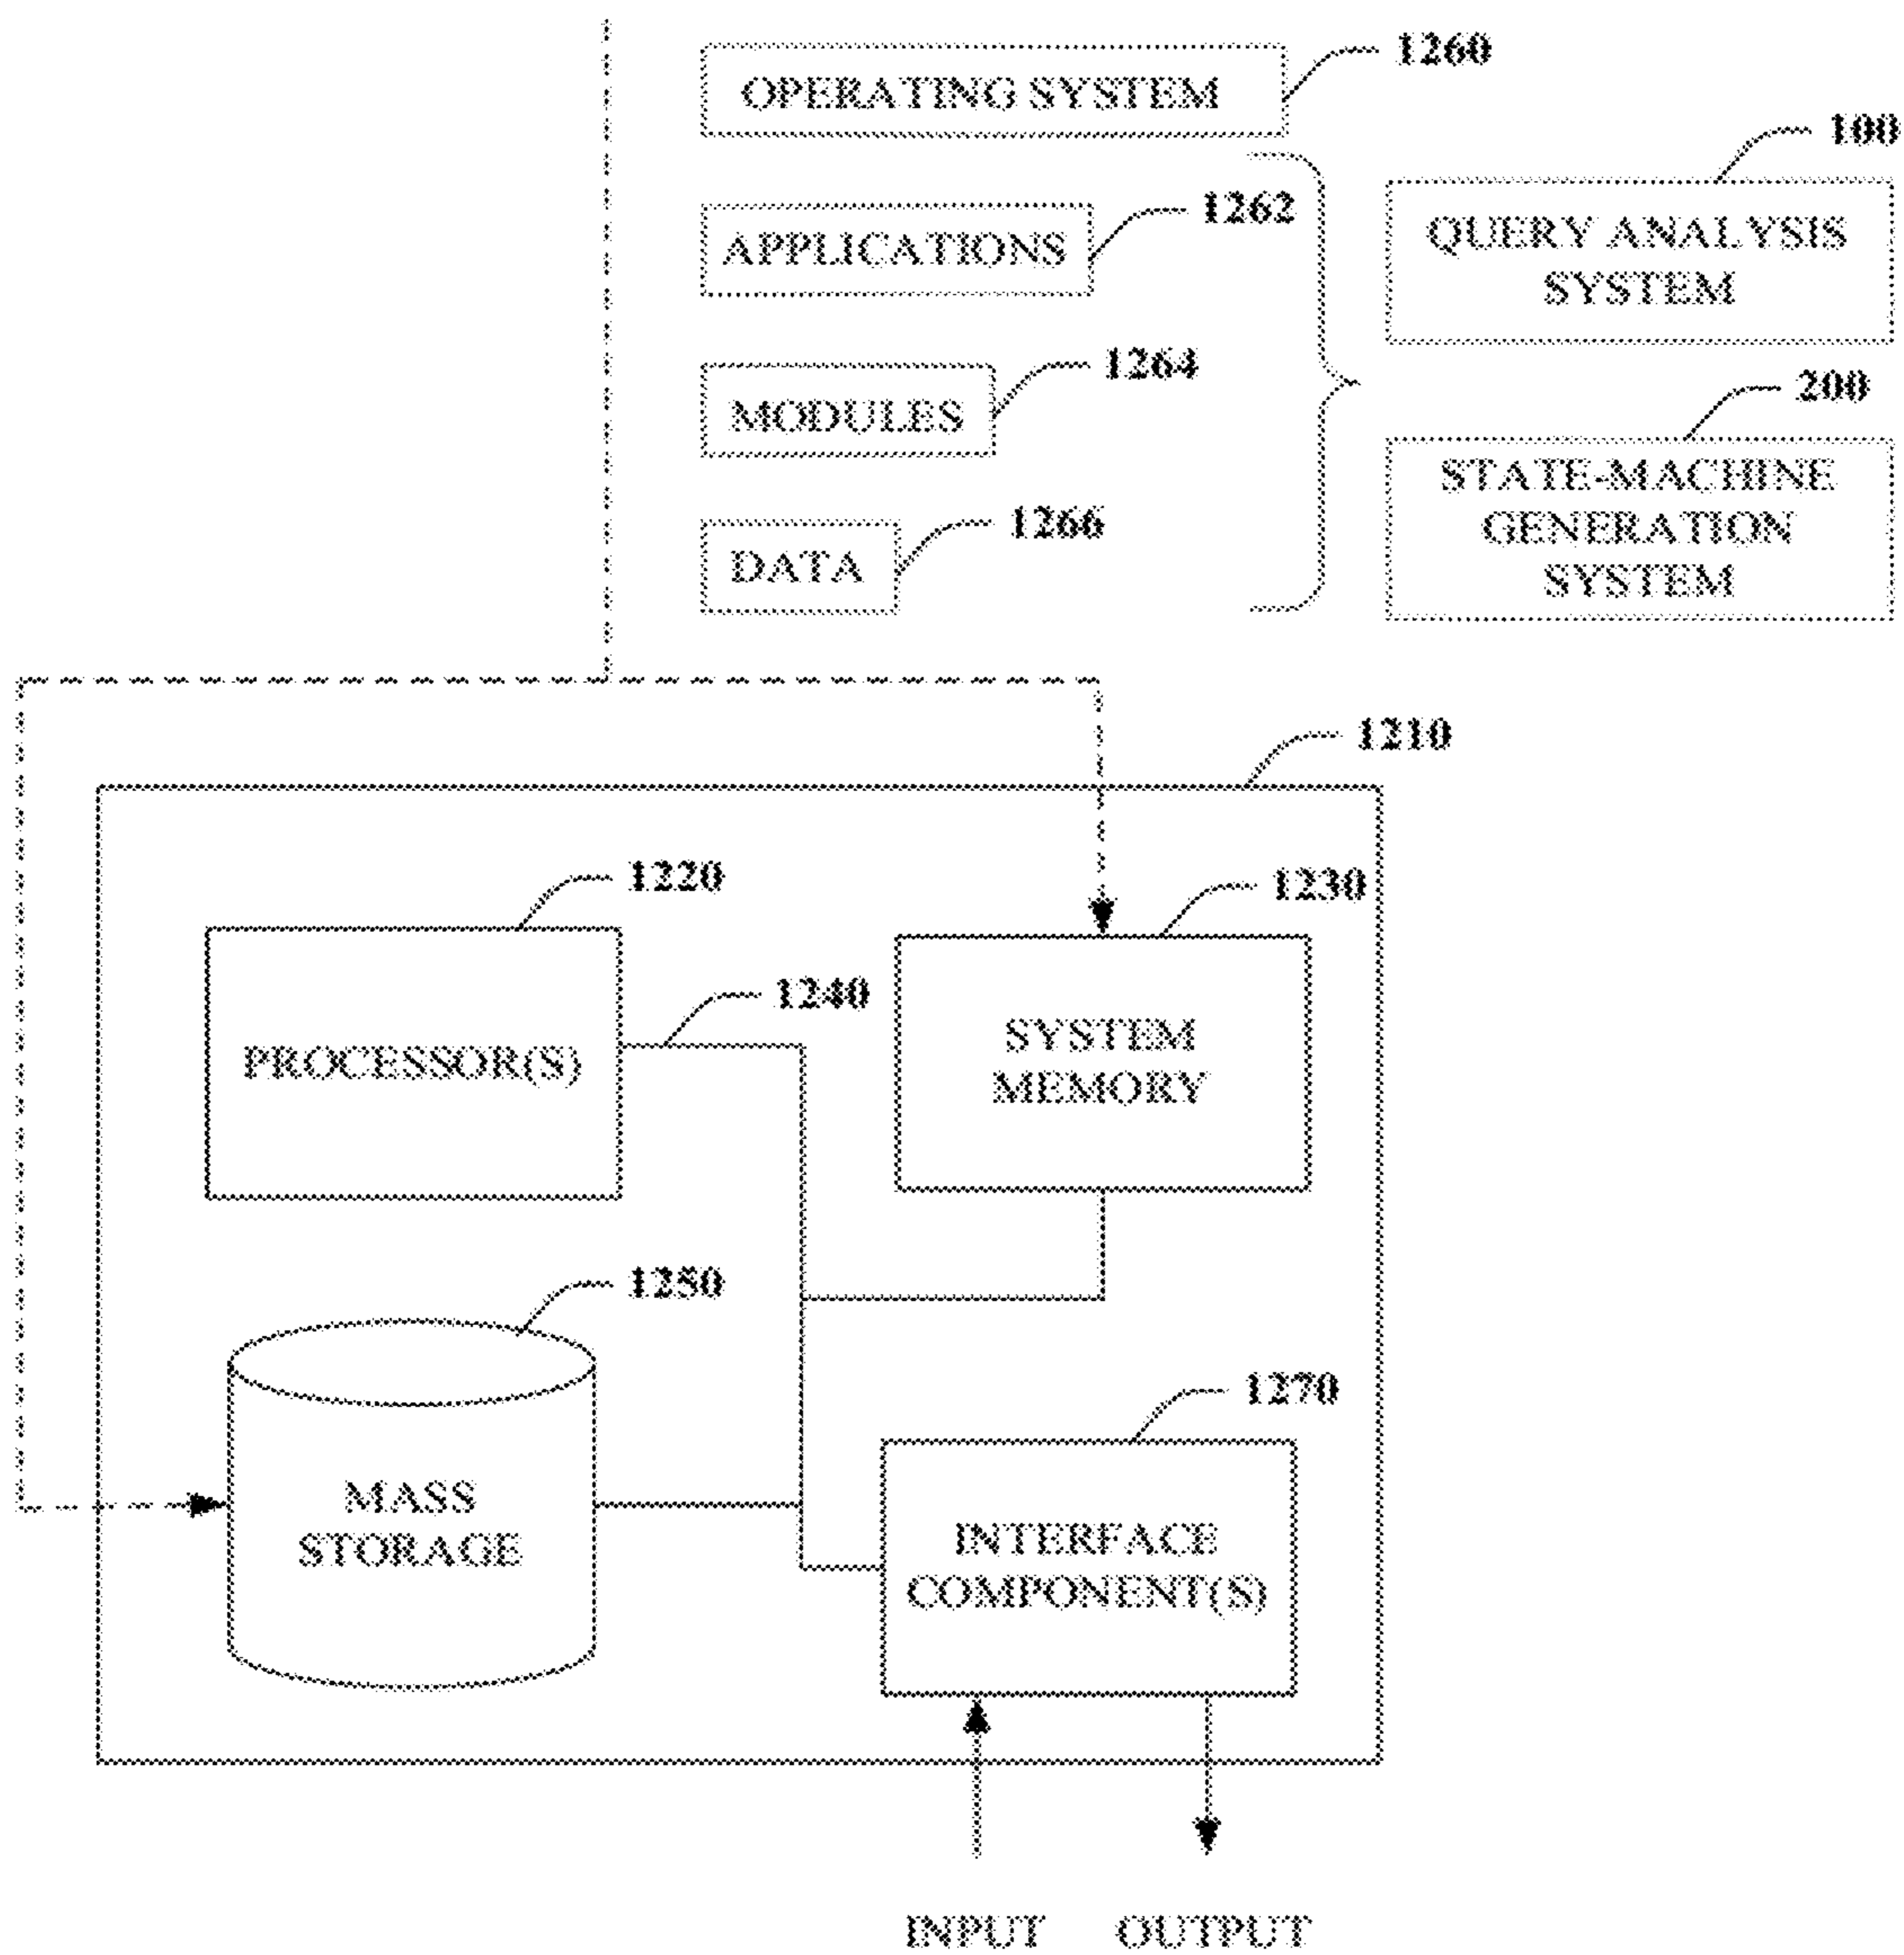 1260
OPERATING SYSTEM
100
1262
QUERY ANALYSIS
SYSTEM
APPLICATIONS
1264
MODULES
200
STATE-MACHINE
GENERATION
SYSTEM
1266
DATA
1210
1220
1230
PROCESSOR(S)
1240
SYSTEM
MEMORY
1250
MASS
STORAGE
1270
INTERFACE
COMPONENT(S)
INPUT
OUTPUT